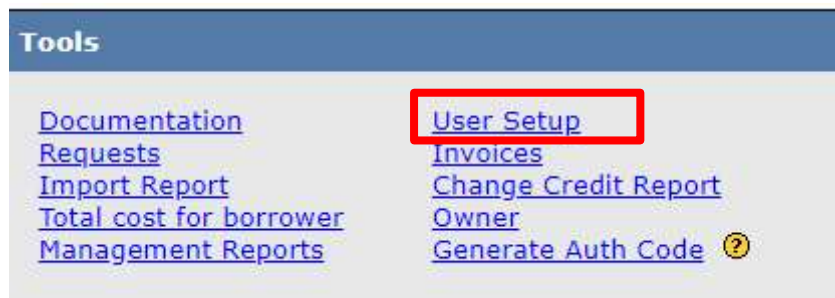 Tools
Documentation
Requests
Import Report
Total cost for borrower
Management Reports
User Setup
Invoices
Change Credit Report
Owner
Generate Auth Code ?